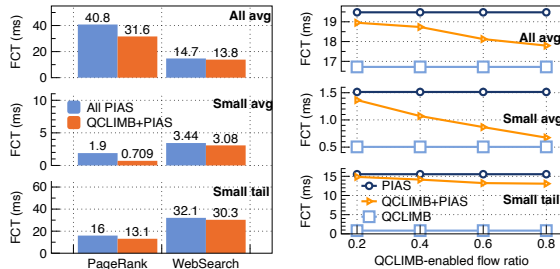 FCT (ms)
40
20
0
40.8
31.6
14.7
13.8
All avg
FCT (ms)
10
5
0
All PIAS
QCLIMB+PIAS
1.9
0.709
3.44
3.08
Small avg
FCT (ms)
60
40
20
0
16
13.1
32.1
30.3
Small tail
PageRank
WebSearch
FCT (ms)
19
18
17
All avg
FCT (ms)
1.5
1.0
0.5
Small avg
FCT (ms)
15
10
5
1
PIAS
QCLIMB+PIAS
QCLIMB
Small tail
0.2
0.4
0.6
0.8
QCLIMB-enabled flow ratio